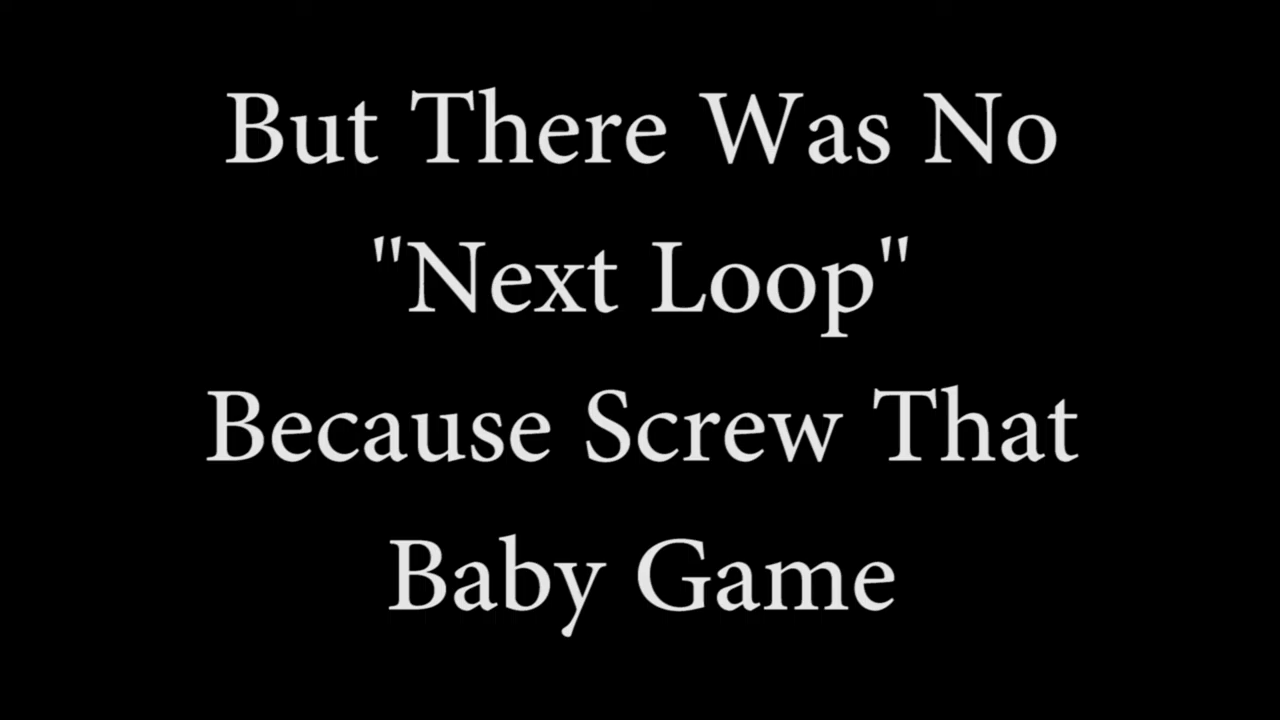 But There Was No
"Next Loop"
Because Screw That
Baby Game